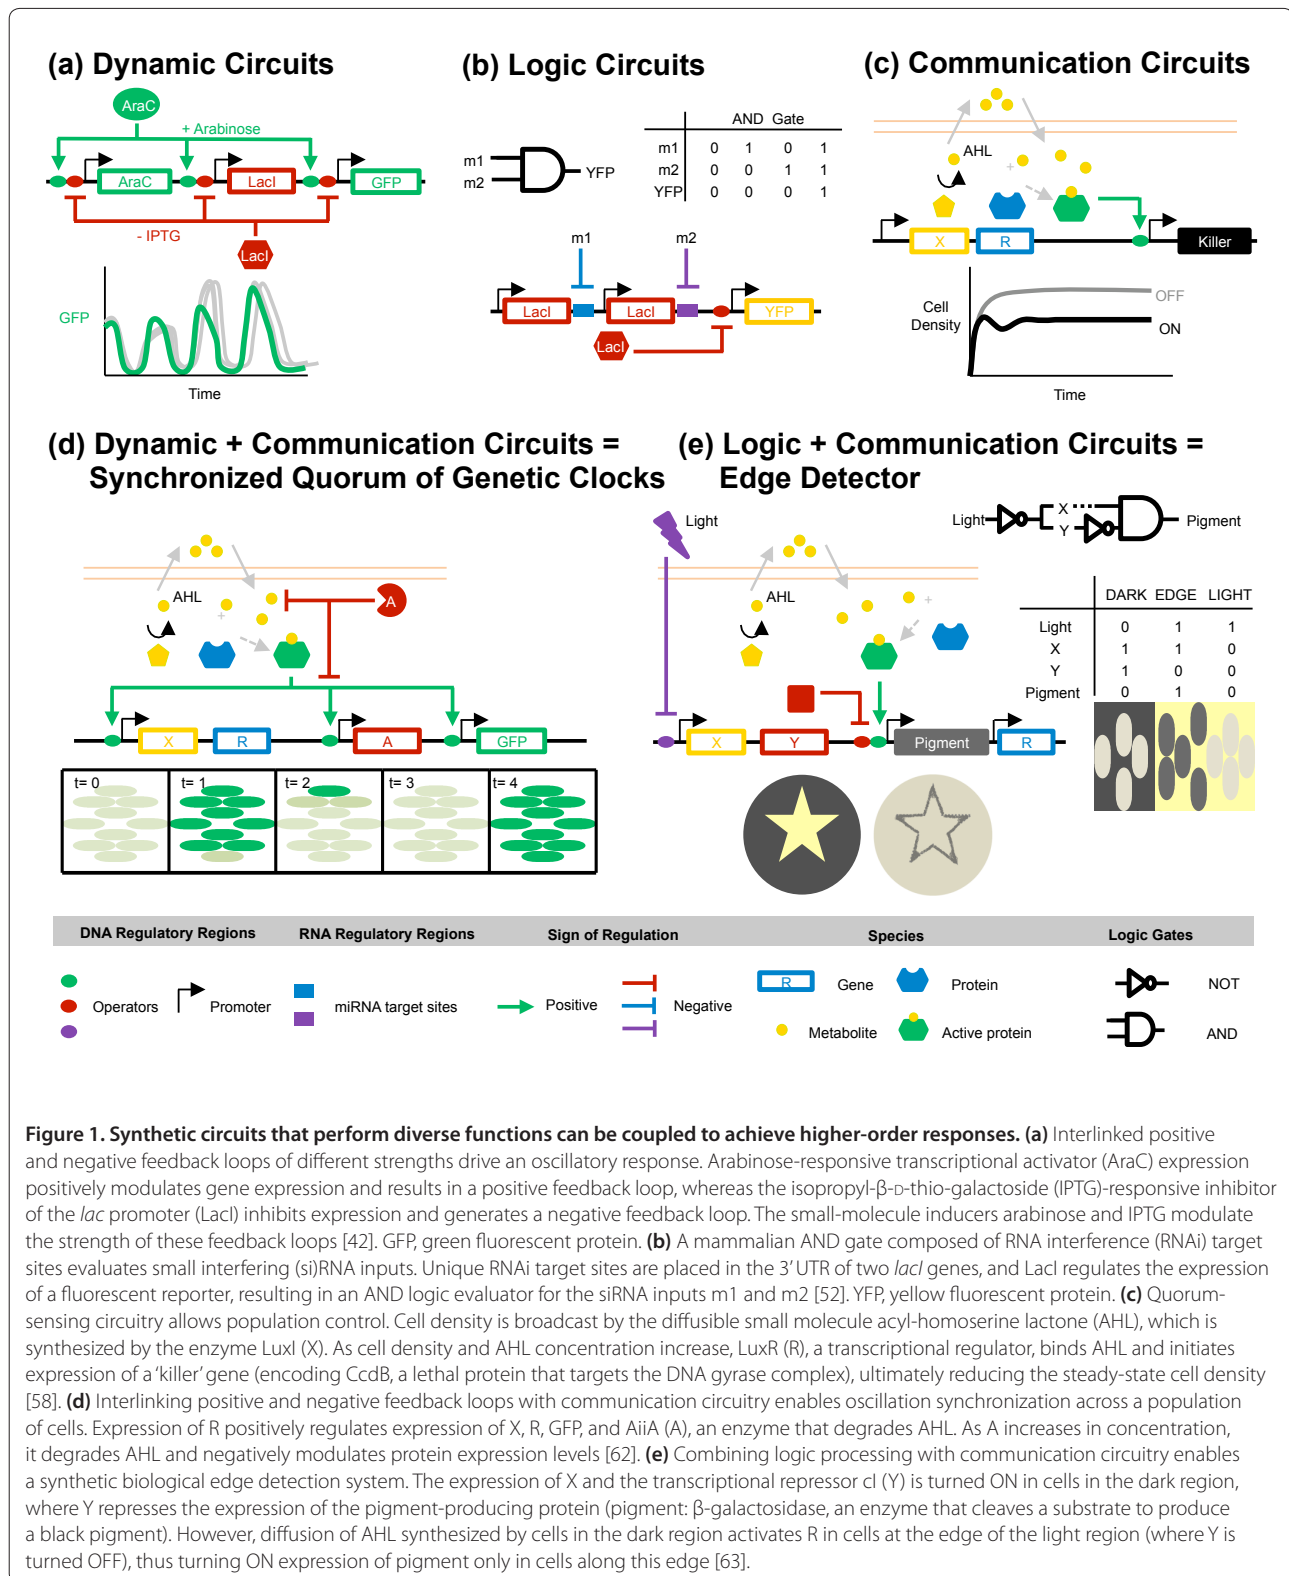 (a) Dynamic Circuits
AraC
+ Arabinose
AraC
LacI
GFP
- IPTG
LacI
GFP
Time
(b) Logic Circuits
m1
m2
YFP
AND Gate
m1 0 1 0 1
m2 0 0 1 1
YFP 0 0 0 1
m1
m2
LacI
LacI
YFP
LacI
(c) Communication Circuits
AHL
+
X
R
Killer
Cell
Density
OFF
ON
Time
(d) Dynamic + Communication Circuits =
Synchronized Quorum of Genetic Clocks
AHL
+
A
X
R
A
GFP
t= 0
t= 1
t= 2
t= 3
t= 4
(e) Logic + Communication Circuits =
Edge Detector
Light
Light
X
Y
Pigment
AHL
+
X
Y
Pigment
R
DARK EDGE LIGHT
Light 0 1 1
X 1 1 0
Y 1 0 0
Pigment 0 1 0
DNA Regulatory Regions
RNA Regulatory Regions
Sign of Regulation
Species
Logic Gates
Operators
Promoter
miRNA target sites
Positive
Negative
R
Gene
Protein
Metabolite
Active protein
NOT
AND
Figure 1. Synthetic circuits that perform diverse functions can be coupled to achieve higher-order responses. (a) Interlinked positive
and negative feedback loops of different strengths drive an oscillatory response. Arabinose-responsive transcriptional activator (AraC) expression
positively modulates gene expression and results in a positive feedback loop, whereas the isopropyl-β-D-thio-galactoside (IPTG)-responsive inhibitor
of the lac promoter (LacI) inhibits expression and generates a negative feedback loop. The small-molecule inducers arabinose and IPTG modulate
the strength of these feedback loops [42]. GFP, green fluorescent protein. (b) A mammalian AND gate composed of RNA interference (RNAi) target
sites evaluates small interfering (si)RNA inputs. Unique RNAi target sites are placed in the 3’ UTR of two lacI genes, and LacI regulates the expression
of a fluorescent reporter, resulting in an AND logic evaluator for the siRNA inputs m1 and m2 [52]. YFP, yellow fluorescent protein. (c) Quorum-
sensing circuitry allows population control. Cell density is broadcast by the diffusible small molecule acyl-homoserine lactone (AHL), which is
synthesized by the enzyme LuxI (X). As cell density and AHL concentration increase, LuxR (R), a transcriptional regulator, binds AHL and initiates
expression of a ‘killer’ gene (encoding CcdB, a lethal protein that targets the DNA gyrase complex), ultimately reducing the steady-state cell density
[58]. (d) Interlinking positive and negative feedback loops with communication circuitry enables oscillation synchronization across a population
of cells. Expression of R positively regulates expression of X, R, GFP, and AiiA (A), an enzyme that degrades AHL. As A increases in concentration,
it degrades AHL and negatively modulates protein expression levels [62]. (e) Combining logic processing with communication circuitry enables
a synthetic biological edge detection system. The expression of X and the transcriptional repressor cI (Y) is turned ON in cells in the dark region,
where Y represses the expression of the pigment-producing protein (pigment: β-galactosidase, an enzyme that cleaves a substrate to produce
a black pigment). However, diffusion of AHL synthesized by cells in the dark region activates R in cells at the edge of the light region (where Y is
turned OFF), thus turning ON expression of pigment only in cells along this edge [63].